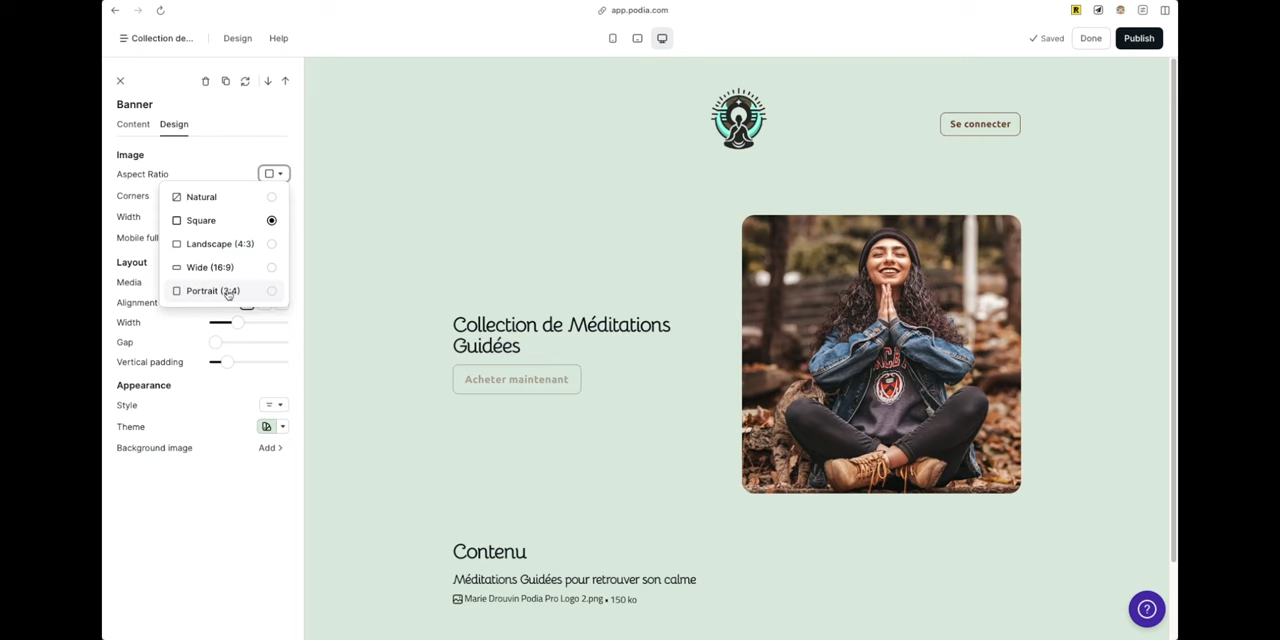 app.podia.com
R
Collection de...
Design
Help
Saved
Done
Publish
Banner
Content
Design
Image
Aspect Ratio
Corners
Natural
Width
Square
Mobile full
Landscape (4:3)
Layout
Wide (16:9)
Media
Portrait (3:4)
Alignment
Width
Gap
Vertical padding
Appearance
Style
Theme
Background image
Add
Se connecter
Collection de Méditations
Guidées
Acheter maintenant
Contenu
Méditations Guidées pour retrouver son calme
Marie Drouvin Podia Pro Logo 2.png • 150 ko
?